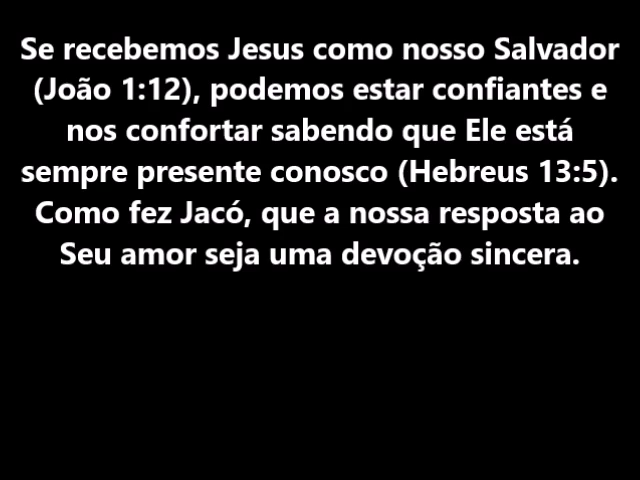 Se recebemos Jesus como nosso Salvador
(João 1:12), podemos estar confiantes e
nos confortar sabendo que Ele está
sempre presente conosco (Hebreus 13:5).
Como fez Jacó, que a nossa resposta ao
Seu amor seja uma devoção sincera.